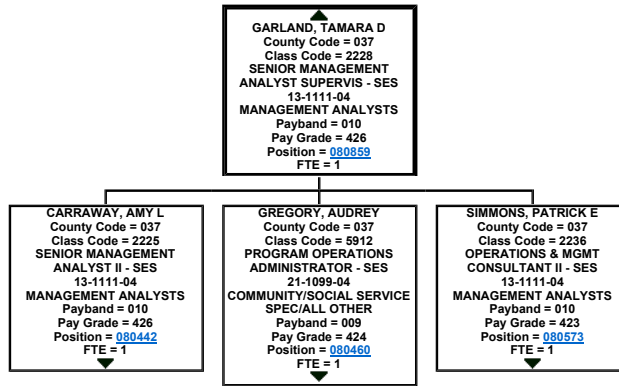 GARLAND, TAMARA D
County Code = 037
Class Code = 2228
SENIOR MANAGEMENT
ANALYST SUPERVIS - SES
13-1111-04
MANAGEMENT ANALYSTS
Payband = 010
Pay Grade = 426
Position = 080859
FTE = 1
CARRAWAY, AMY L
County Code = 037
Class Code = 2225
SENIOR MANAGEMENT
ANALYST II - SES
13-1111-04
MANAGEMENT ANALYSTS
Payband = 010
Pay Grade = 426
Position = 080442
FTE = 1
GREGORY, AUDREY
County Code = 037
Class Code = 5912
PROGRAM OPERATIONS
ADMINISTRATOR - SES
21-1099-04
COMMUNITY/SOCIAL SERVICE
SPEC/ALL OTHER
Payband = 009
Pay Grade = 424
Position = 080460
FTE = 1
SIMMONS, PATRICK E
County Code = 037
Class Code = 2236
OPERATIONS & MGMT
CONSULTANT II - SES
13-1111-04
MANAGEMENT ANALYSTS
Payband = 010
Pay Grade = 423
Position = 080573
FTE = 1